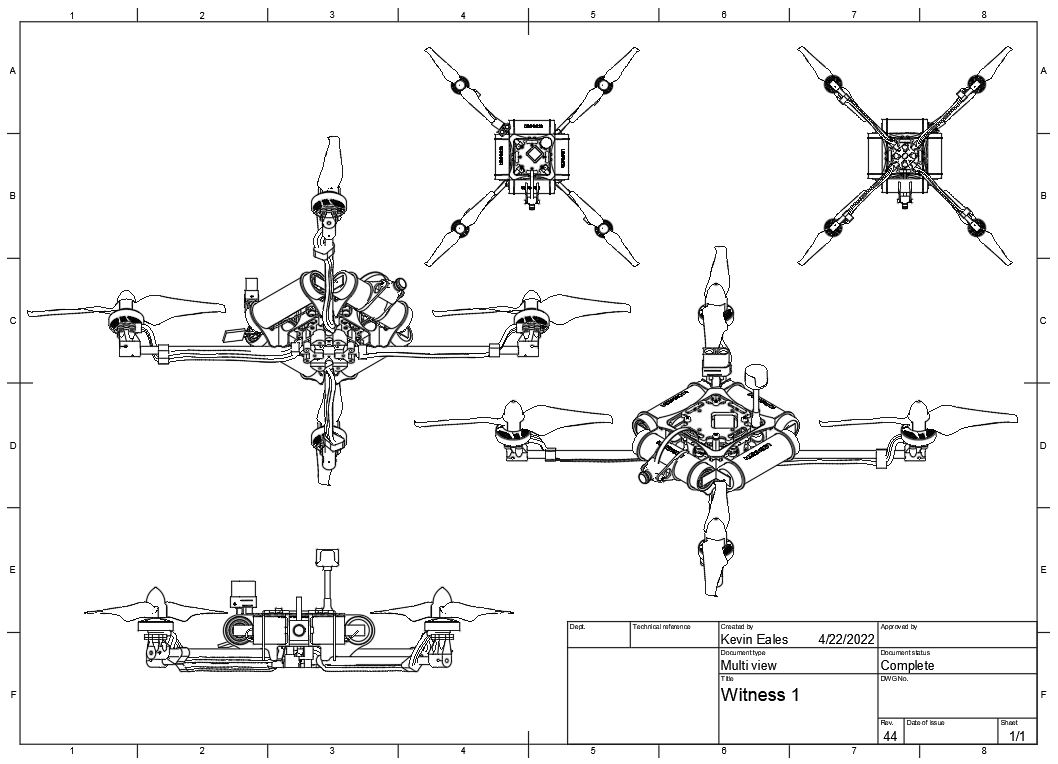 1 2 3 4 5 6 7 8
A A
B B
C C
D D
E E
F F
Dept. Technical reference Created by Approved by
Kevin Eales 4/22/2022
Document type Document status
Multi view Complete
Title DWG No.
Witness 1
Rev. Date of issue Sheet
44 1/1
1 2 3 4 5 6 7 8